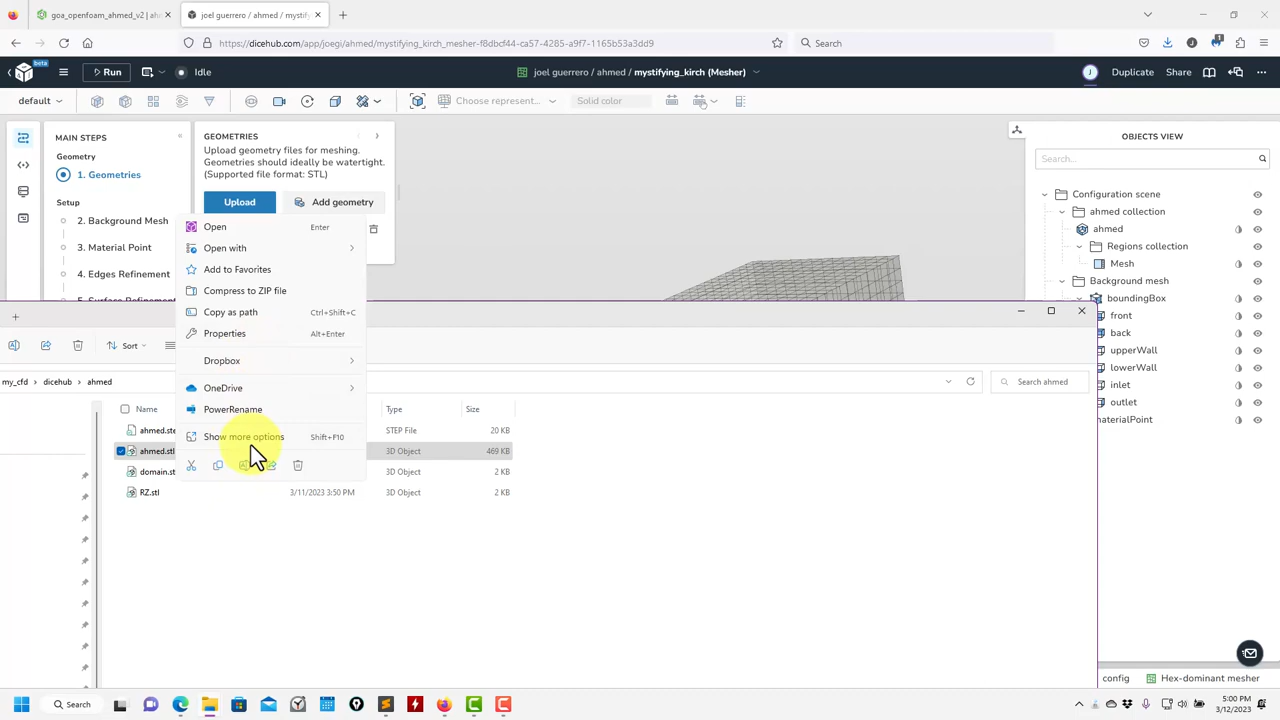 goa_openfoam_ahmed_v2 |
joel guerrero / ahmed / mystify
https://dicehub.com/app/joegi/ahmed/mystifying_kirch_mesher-f8dbcf44-ca57-4285-a9f7-1165b53a3dd9
Search
beta
Run
Idle
joel guerrero / ahmed / mystifying_kirch (Mesher)
J
Duplicate
Share
default
Choose represent...
Solid color
MAIN STEPS
Geometry
1. Geometries
Setup
2. Background Mesh
3. Material Point
4. Edges Refinement
GEOMETRIES
Upload geometry files for meshing.
Geometries should ideally be watertight.
(Supported file format: STL)
Upload
Add geometry
OBJECTS VIEW
Search...
Configuration scene
ahmed collection
ahmed
Regions collection
Mesh
Background mesh
boundingBox
front
back
upperWall
lowerWall
inlet
outlet
materialPoint
config
Hex-dominant mesher
Open Enter
Open with
Add to Favorites
Compress to ZIP file
Copy as path Ctrl+Shift+C
Properties Alt+Enter
Dropbox
OneDrive
PowerRename
Show more options Shift+F10
Sort
my_cfd
dicehub
ahmed
Search ahmed
Name
Type
Size
ahmed.ste
STEP File
20 KB
ahmed.stl
3D Object
469 KB
domain.st
3D Object
2 KB
RZ.stl
3/11/2023 3:50 PM
3D Object
2 KB
Search
5:00 PM
3/12/2023